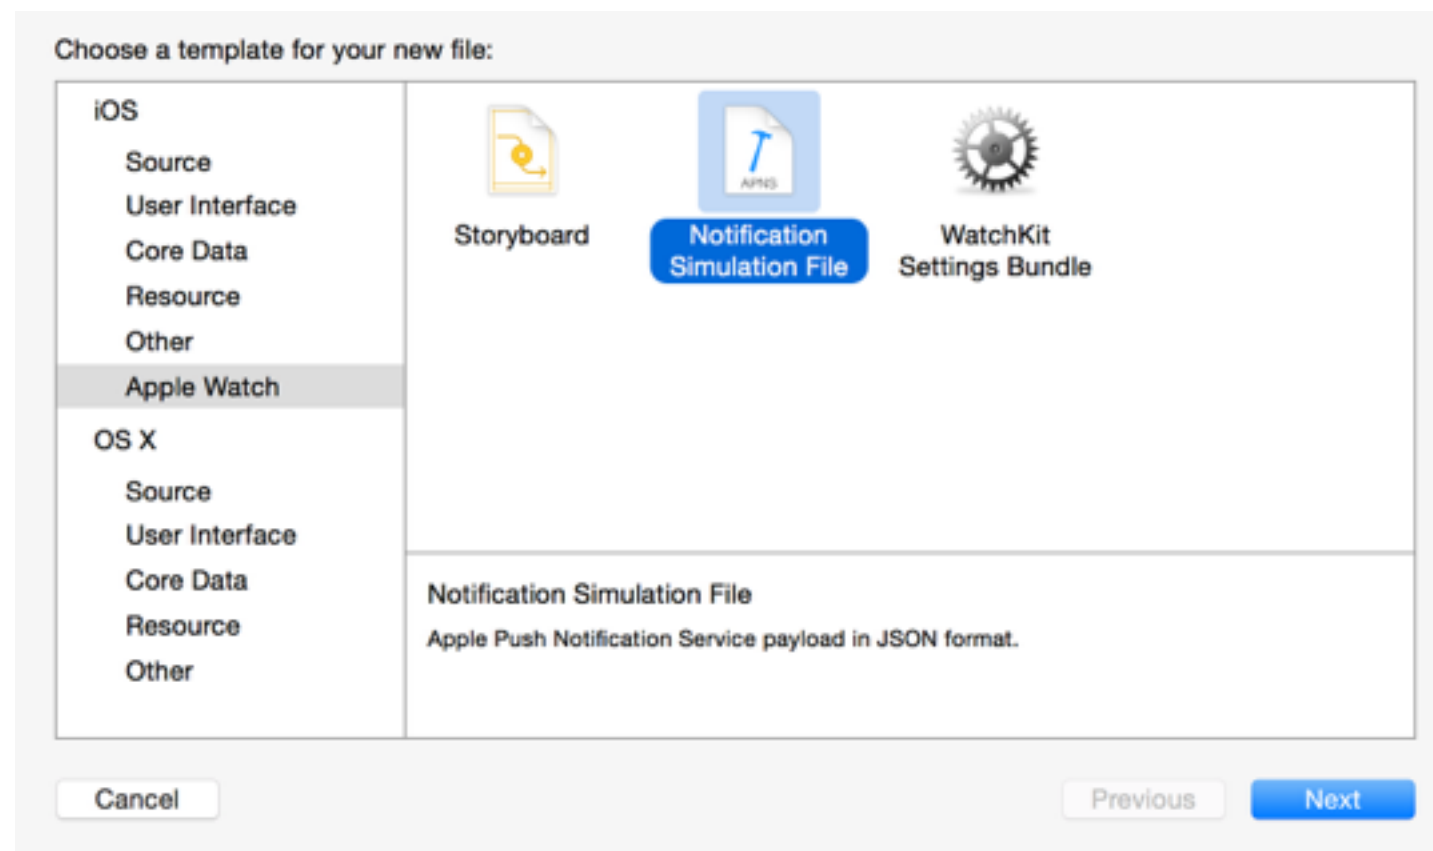 Choose a template for your new file:
iOS
Source
User Interface
Core Data
Resource
Other
Apple Watch
OS X
Source
User Interface
Core Data
Resource
Other
APNS
Storyboard
Notification
Simulation File
WatchKit
Settings Bundle
Notification Simulation File
Apple Push Notification Service payload in JSON format.
Cancel
Previous
Next